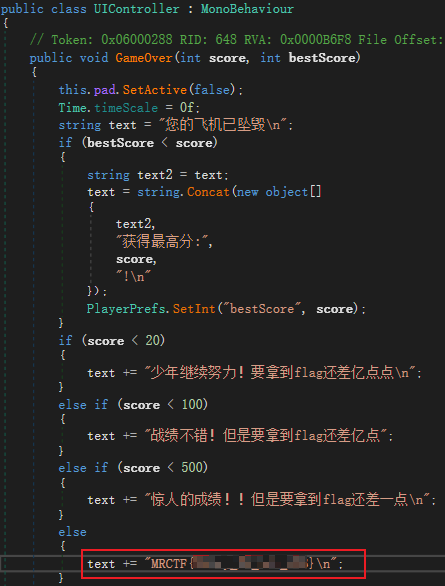 public class UIController : MonoBehaviour
{
// Token: 0x06000288 RID: 648 RVA: 0x0000B6F8 File Offset:
public void GameOver(int score, int bestScore)
{
this.pad.SetActive(false);
Time.timeScale = 0f;
string text = "您的飞机已坠毁\n";
if (bestScore < score)
{
string text2 = text;
text = string.Concat(new object[]
{
text2,
"获得最高分:",
score,
"!\n"
});
PlayerPrefs.SetInt("bestScore", score);
}
if (score < 20)
{
text += "少年继续努力！要拿到flag还差亿点点\n";
}
else if (score < 100)
{
text += "战绩不错！但是要拿到flag还差亿点";
}
else if (score < 500)
{
text += "惊人的成绩！！但是要拿到flag还差一点\n";
}
else
{
text += "MRCTF{ }\n";
}